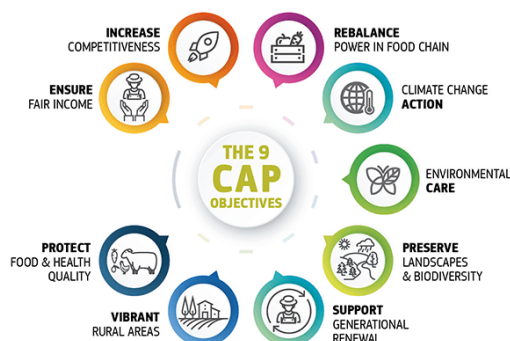 INCREASE
COMPETITIVENESS
REBALANCE
POWER IN FOOD CHAIN
ENSURE
FAIR INCOME
CLIMATE CHANGE
ACTION
THE 9
CAP
OBJECTIVES
ENVIRONMENTAL
CARE
PROTECT
FOOD & HEALTH
QUALITY
PRESERVE
LANDSCAPES
& BIODIVERSITY
VIBRANT
RURAL AREAS
SUPPORT
GENERATIONAL
RENEWAL